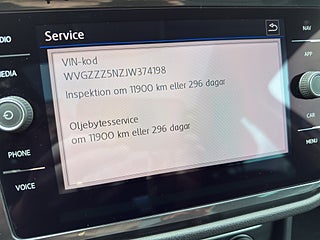 Service
VIN-kod
WVGZZZ5NZJW374198
Inspektion om 11900 km eller 296 dagar
Oljebytesservice
om 11900 km eller 296 dagar
MEDIA
PHONE
VOICE
NAV
APP
CAR
MENU